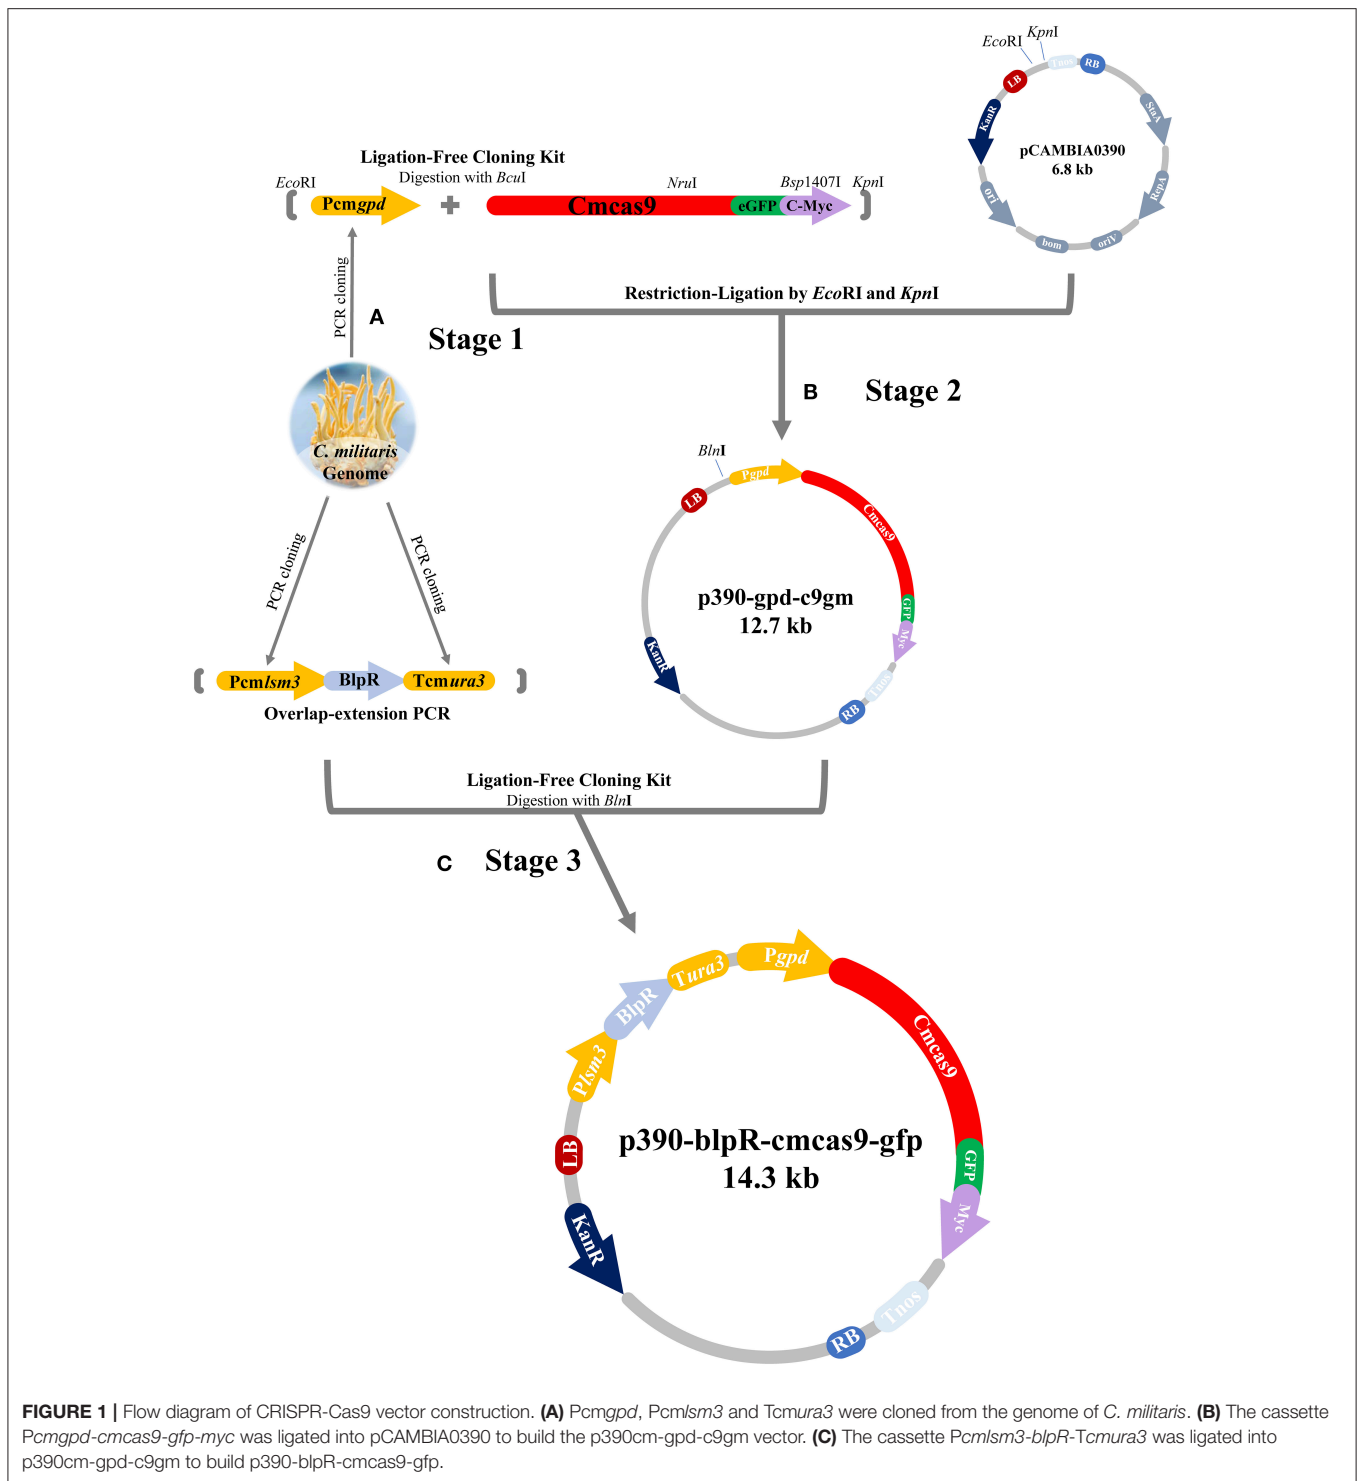 EcoRI
KpnI
LB
Tnos
RB
KanR
StaA
pCAMBIA0390
6.8 kb
ori
RepA
bom
oriV
Ligation-Free Cloning Kit
Digestion with BcuI
EcoRI
NruI
Bsp1407I
KpnI
Pcmgpd
Cmcas9
eGFP
C-Myc
PCR cloning
A
Stage 1
Restriction-Ligation by EcoRI and KpnI
B
Stage 2
C. militaris
Genome
PCR cloning
PCR cloning
BlnI
Pgpd
LB
Cmcas9
p390-gpd-c9gm
12.7 kb
GFP
Myc
KanR
Tnos
RB
Pcmlsm3
BlpR
Tcmura3
Overlap-extension PCR
Ligation-Free Cloning Kit
Digestion with BlnI
C
Stage 3
Plsm3
BlpR
Tura3
Pgpd
Cmcas9
p390-blpR-cmcas9-gfp
14.3 kb
LB
GFP
Myc
KanR
Tnos
RB
FIGURE 1 | Flow diagram of CRISPR-Cas9 vector construction. (A) Pcmgpd, Pcmlsm3 and Tcmura3 were cloned from the genome of C. militaris. (B) The cassette
Pcmgpd-cmcas9-gfp-myc was ligated into pCAMBIA0390 to build the p390cm-gpd-c9gm vector. (C) The cassette Pcmlsm3-blpR-Tcmura3 was ligated into
p390cm-gpd-c9gm to build p390-blpR-cmcas9-gfp.